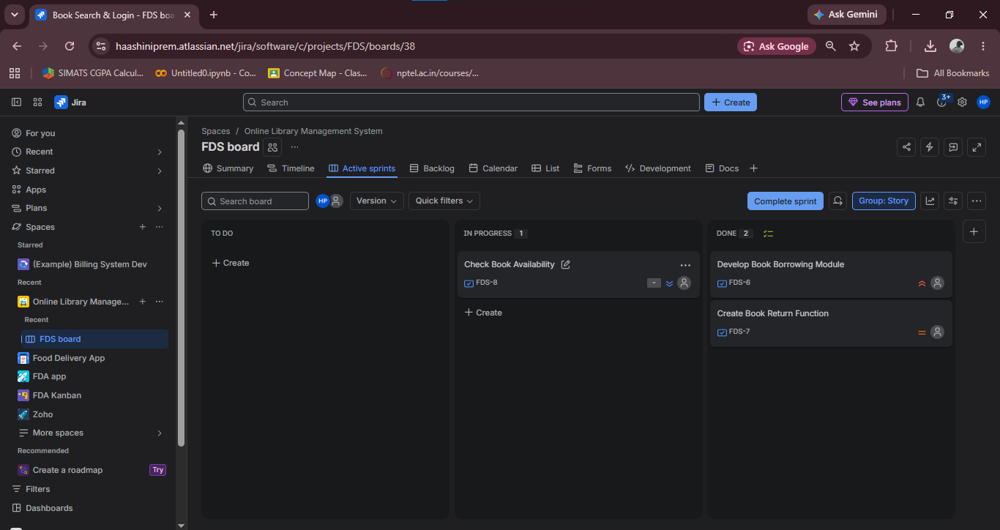 Book Search & Login - FDS boa
Ask Gemini
haashiniprem.atlassian.net/jira/software/c/projects/FDS/boards/38
Ask Google
SIMATS CGPA Calcul...
Untitled0.ipynb - Co...
Concept Map - Clas...
nptel.ac.in/courses/...
All Bookmarks
Jira
Search
Create
See plans
3+
HP
For you
Recent
Starred
Apps
Plans
Spaces
Starred
(Example) Billing System Dev
Recent
Online Library Manage...
Recent
FDS board
Food Delivery App
FDA app
FDA Kanban
Zoho
More spaces
Recommended
Create a roadmap
Try
Filters
Dashboards
Spaces / Online Library Management System
FDS board
Summary
Timeline
Active sprints
Backlog
Calendar
List
Forms
Development
Docs
Search board
HP
Version
Quick filters
Complete sprint
Group: Story
TO DO
Create
IN PROGRESS 1
Check Book Availability
FDS-8
-
Create
DONE 2
Develop Book Borrowing Module
FDS-6
Create Book Return Function
FDS-7